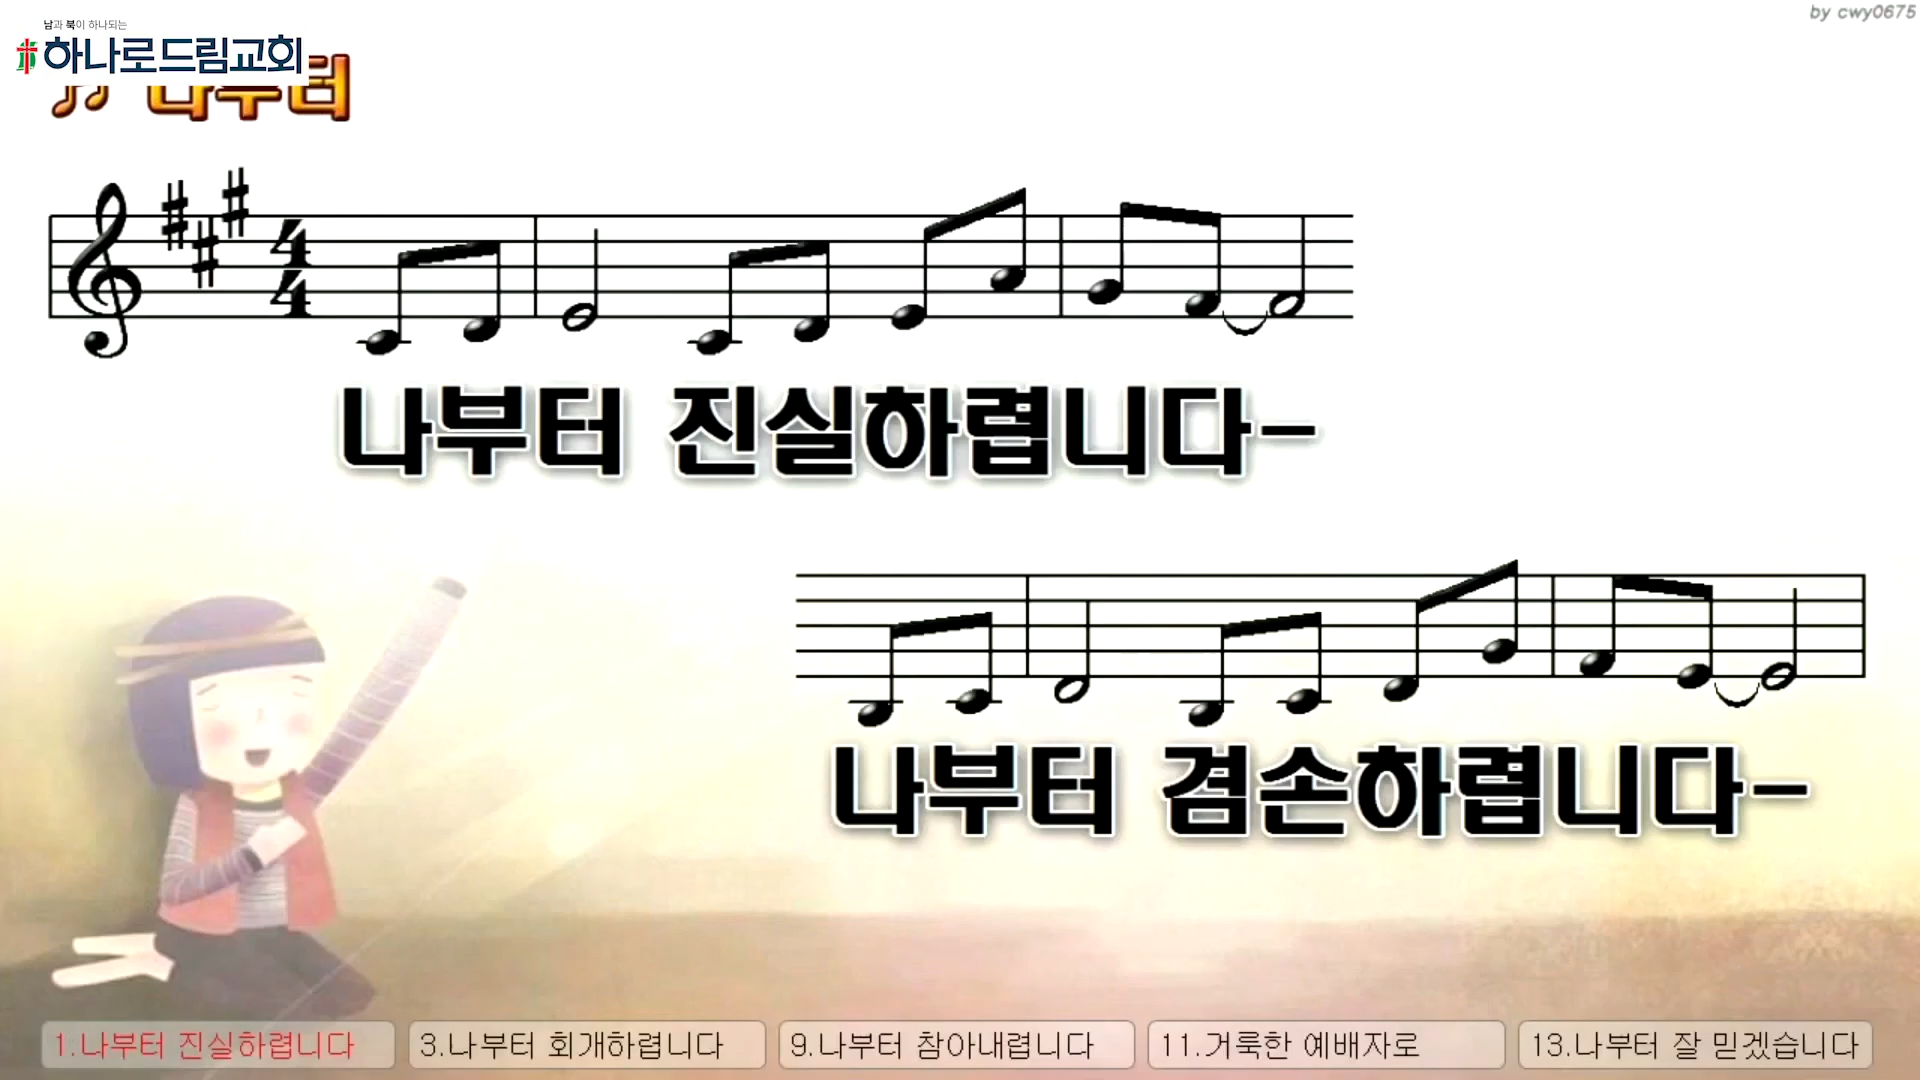 by cwy0675
남과 북이 하나되는
하나로드림교회
나부터
나부터 진실하렵니다-
나부터 겸손하렵니다-
1.나부터 진실하렵니다
3.나부터 회개하렵니다
9.나부터 참아내렵니다
11.거룩한 예배자로
13.나부터 잘 믿겠습니다